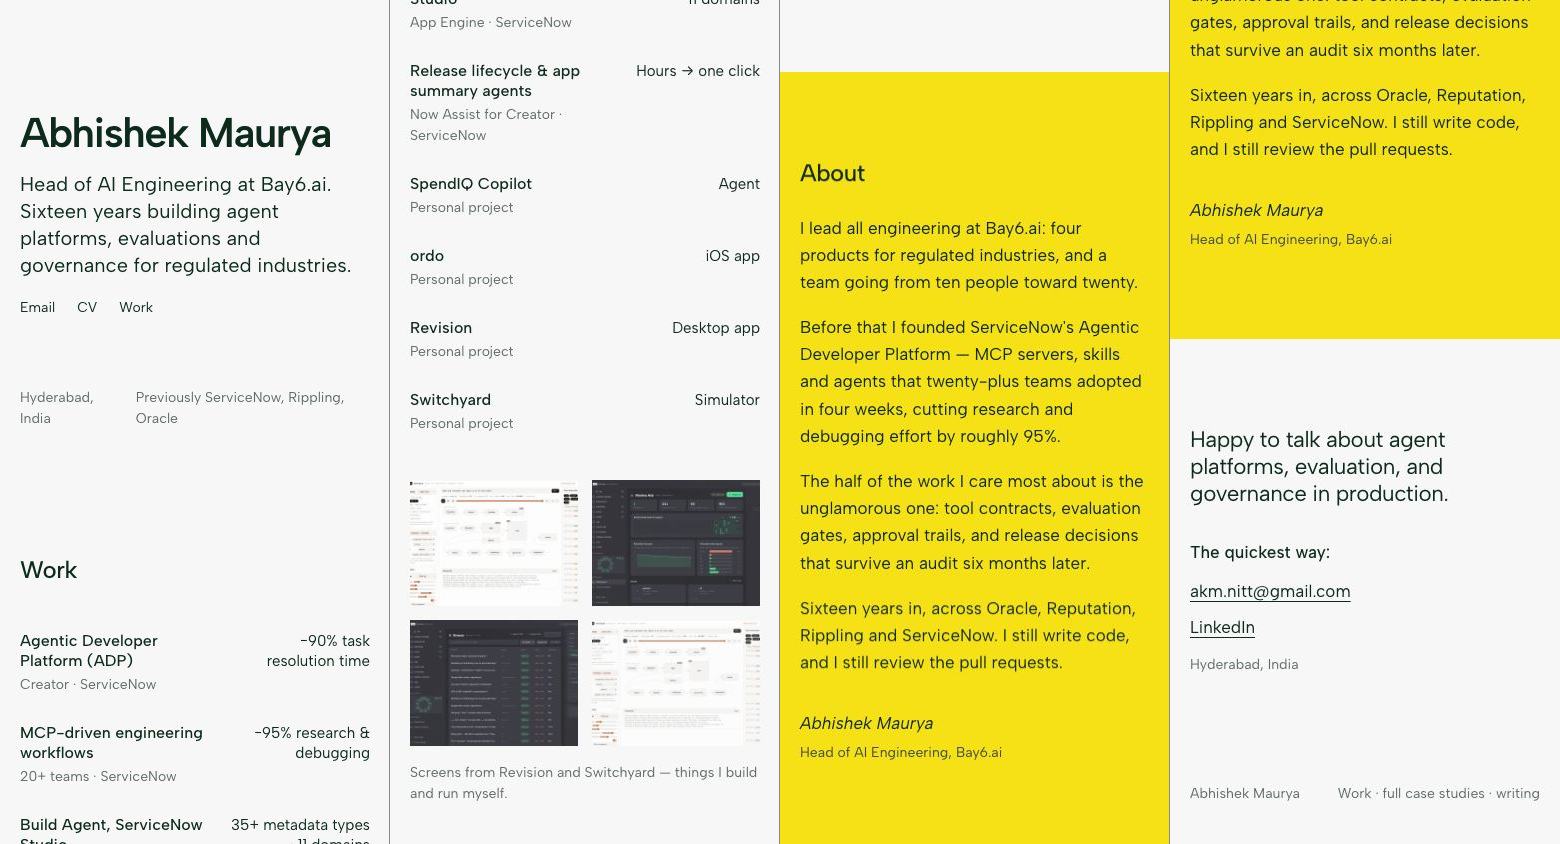 Abhishek Maurya
Head of AI Engineering at Bay6.ai.
Sixteen years building agent
platforms, evaluations and
governance for regulated industries.
Email CV Work
Hyderabad,
India
Previously ServiceNow, Rippling,
Oracle
Work
Agentic Developer
Platform (ADP)
−90% task
resolution time
Creator · ServiceNow
MCP-driven engineering
workflows
−95% research &
debugging
20+ teams · ServiceNow
Build Agent, ServiceNow
Studio
35+ metadata types
· 11 domains
App Engine · ServiceNow
Release lifecycle & app
summary agents
Hours → one click
Now Assist for Creator ·
ServiceNow
SpendIQ Copilot
Agent
Personal project
ordo
iOS app
Personal project
Revision
Desktop app
Personal project
Switchyard
Simulator
Personal project
Screens from Revision and Switchyard — things I build
and run myself.
About
I lead all engineering at Bay6.ai: four
products for regulated industries, and a
team going from ten people toward twenty.
Before that I founded ServiceNow's Agentic
Developer Platform — MCP servers, skills
and agents that twenty-plus teams adopted
in four weeks, cutting research and
debugging effort by roughly 95%.
The half of the work I care most about is the
unglamorous one: tool contracts, evaluation
gates, approval trails, and release decisions
that survive an audit six months later.
Sixteen years in, across Oracle, Reputation,
Rippling and ServiceNow. I still write code,
and I still review the pull requests.
Abhishek Maurya
Head of AI Engineering, Bay6.ai
gates, approval trails, and release decisions
that survive an audit six months later.
Sixteen years in, across Oracle, Reputation,
Rippling and ServiceNow. I still write code,
and I still review the pull requests.
Abhishek Maurya
Head of AI Engineering, Bay6.ai
Happy to talk about agent
platforms, evaluation, and
governance in production.
The quickest way:
akm.nitt@gmail.com
LinkedIn
Hyderabad, India
Abhishek Maurya
Work · full case studies · writing